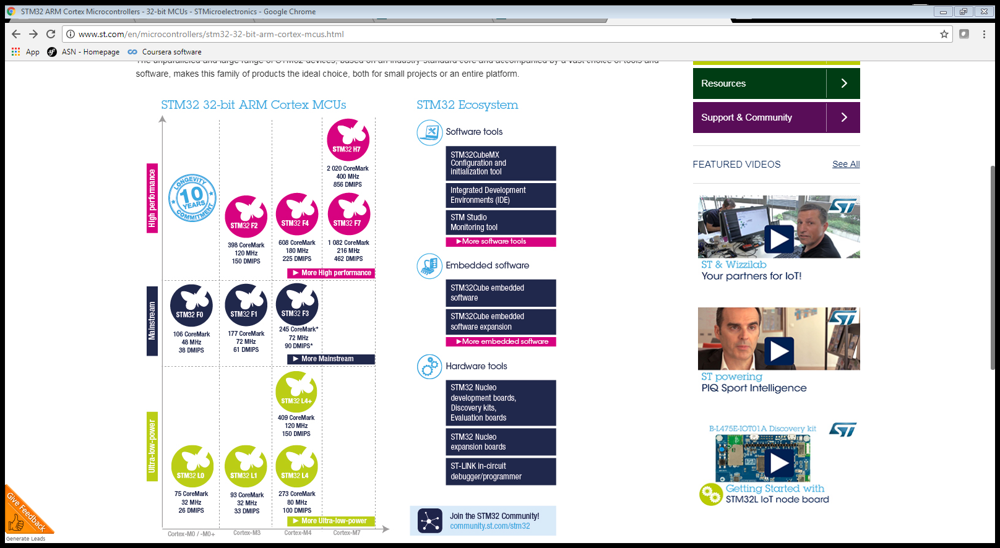 STM32 ARM Cortex Microcontrollers - 32-bit MCUs - STMicroelectronics - Google Chrome
www.st.com/en/microcontrollers/stm32-32-bit-arm-cortex-mcus.html
App
ASN - Homepage
Coursera software
The unparalleled and large range of STM32 devices, based on an industry-standard core and accompanied by a vast choice of tools and
software, makes this family of products the ideal choice, both for small projects or an entire platform.
STM32 32-bit ARM Cortex MCUs
High performance
LONGEVITY
10
YEARS
COMMITMENT
STM32 H7
2 020 CoreMark
400 MHz
856 DMIPS
STM32 F2
398 CoreMark
120 MHz
150 DMIPS
STM32 F4
608 CoreMark
180 MHz
225 DMIPS
STM32 F7
1 082 CoreMark
216 MHz
462 DMIPS
► More High performance
Mainstream
STM32 F0
106 CoreMark
48 MHz
38 DMIPS
STM32 F1
177 CoreMark
72 MHz
61 DMIPS
STM32 F3
245 CoreMark*
72 MHz
90 DMIPS*
► More Mainstream
Ultra-low-power
STM32 L4+
409 CoreMark
120 MHz
150 DMIPS
STM32 L0
75 CoreMark
32 MHz
26 DMIPS
STM32 L1
93 CoreMark
32 MHz
33 DMIPS
STM32 L4
273 CoreMark
80 MHz
100 DMIPS
► More Ultra-low-power
Cortex-M0 / -M0+
Cortex-M3
Cortex-M4
Cortex-M7
STM32 Ecosystem
Software tools
STM32CubeMX
Configuration and
initialization tool
Integrated Development
Environments (IDE)
STM Studio
Monitoring tool
►More software tools
Embedded software
STM32Cube embedded
software
STM32Cube embedded
software expansion
►More embedded software
Hardware tools
STM32 Nucleo
development boards,
Discovery kits,
Evaluation boards
STM32 Nucleo
expansion boards
ST-LINK in-circuit
debugger/programmer
Join the STM32 Community!
community.st.com/stm32
Resources
Support & Community
FEATURED VIDEOS
See All
ST
ST & Wizzilab
Your partners for IoT!
ST
ST powering
PIQ Sport Intelligence
B-L475E-IOT01A Discovery kit
ST
Getting Started with
STM32L IoT node board
Give Feedback
Generate Leads